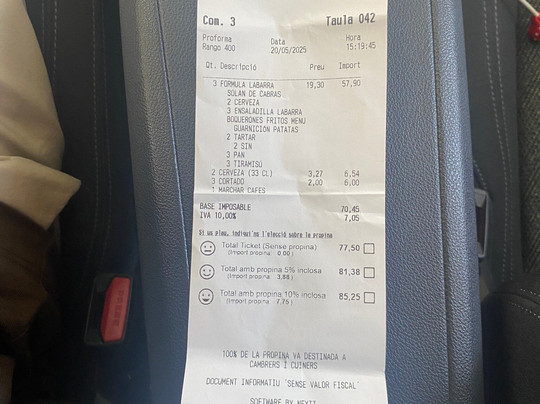 Com. 3 Taula 042
Proforma Data Hora
Rango 400 20/05/2025 15:19:45
Qt. Descripció Preu Import
3 FORMULA LABARRA 19,30 57,90
SOLAN DE CABRAS
2 CERVEZA
3 ENSALADILLA LABARRA
BOQUERONES FRITOS MENU
GUARNICIÓN PATATAS
2 TARTAR
2 SIN
3 PAN
3 TIRAMISÚ
2 CERVEZA (33 CL) 3,27 6,54
3 CORTADO 2,00 6,00
1 MARCHAR CAFES
BASE IMPOSABLE 70,45
IVA 10,00% 7,05
Si us plau, indiqui'ns l'elecció sobre la propina
Total Ticket (Sense propina) 77,50
(Import propina: 0,00)
Total amb propina 5% inclosa 81,38
(Import propina: 3,88)
Total amb propina 10% inclosa 85,25
(Import propina: 7,75)
100% DE LA PROPINA VA DESTINADA A
CAMBRERS I CUINERS
DOCUMENT INFORMATIU 'SENSE VALOR FISCAL'
SOFTWARE BY NEXTT